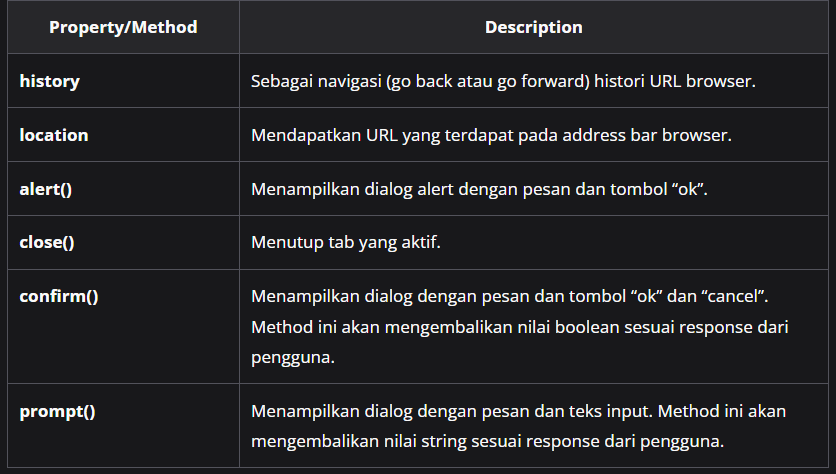 Property/Method Description
history Sebagai navigasi (go back atau go forward) histori URL browser.
location Mendapatkan URL yang terdapat pada address bar browser.
alert() Menampilkan dialog alert dengan pesan dan tombol “ok”.
close() Menutup tab yang aktif.
confirm() Menampilkan dialog dengan pesan dan tombol “ok” dan “cancel”.
Method ini akan mengembalikan nilai boolean sesuai response dari
pengguna.
prompt() Menampilkan dialog dengan pesan dan teks input. Method ini akan
mengembalikan nilai string sesuai response dari pengguna.